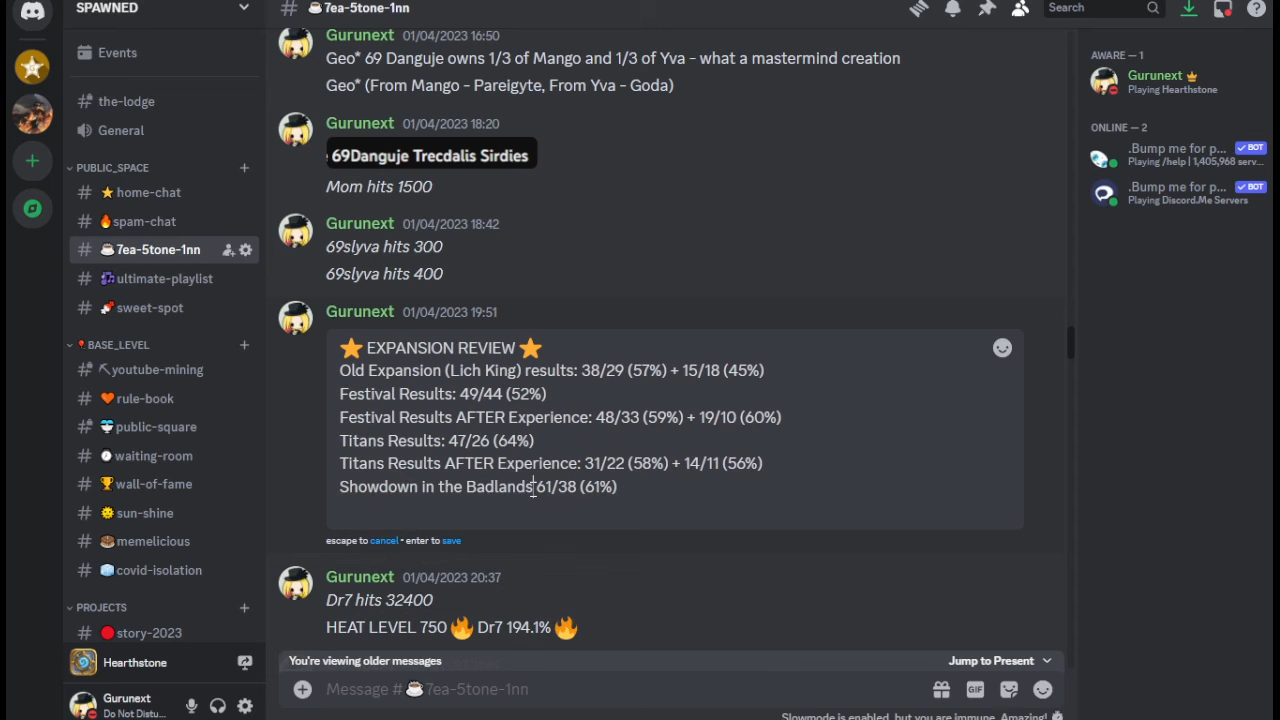 SPAWNED
Events
the-lodge
General
PUBLIC_SPACE
home-chat
spam-chat
7ea-5tone-1nn
ultimate-playlist
sweet-spot
BASE_LEVEL
youtube-mining
rule-book
public-square
waiting-room
wall-of-fame
sun-shine
memelicious
covid-isolation
PROJECTS
story-2023
Hearthstone
Gurunext
Do Not Distu...
7ea-5tone-1nn
Search
Gurunext 01/04/2023 16:50
Geo* 69 Danguje owns 1/3 of Mango and 1/3 of Yva - what a mastermind creation
Geo* (From Mango - Pareigyte, From Yva - Goda)
Gurunext 01/04/2023 18:20
69Danguje Trecdalis Sirdies
Mom hits 1500
Gurunext 01/04/2023 18:42
69slyva hits 300
69slyva hits 400
Gurunext 01/04/2023 19:51
⭐ EXPANSION REVIEW ⭐
Old Expansion (Lich King) results: 38/29 (57%) + 15/18 (45%)
Festival Results: 49/44 (52%)
Festival Results AFTER Experience: 48/33 (59%) + 19/10 (60%)
Titans Results: 47/26 (64%)
Titans Results AFTER Experience: 31/22 (58%) + 14/11 (56%)
Showdown in the Badlands 61/38 (61%)
escape to cancel • enter to save
Gurunext 01/04/2023 20:37
Dr7 hits 32400
HEAT LEVEL 750 🔥 Dr7 194.1% 🔥
You're viewing older messages Jump to Present
Message # 7ea-5tone-1nn
GIF
Slowmode is enabled, but you are immune. Amazing!
AWARE — 1
Gurunext
Playing Hearthstone
ONLINE — 2
.Bump me for p... BOT
Playing /help | 1,405,968 serv...
.Bump me for p... BOT
Playing Discord.Me Servers